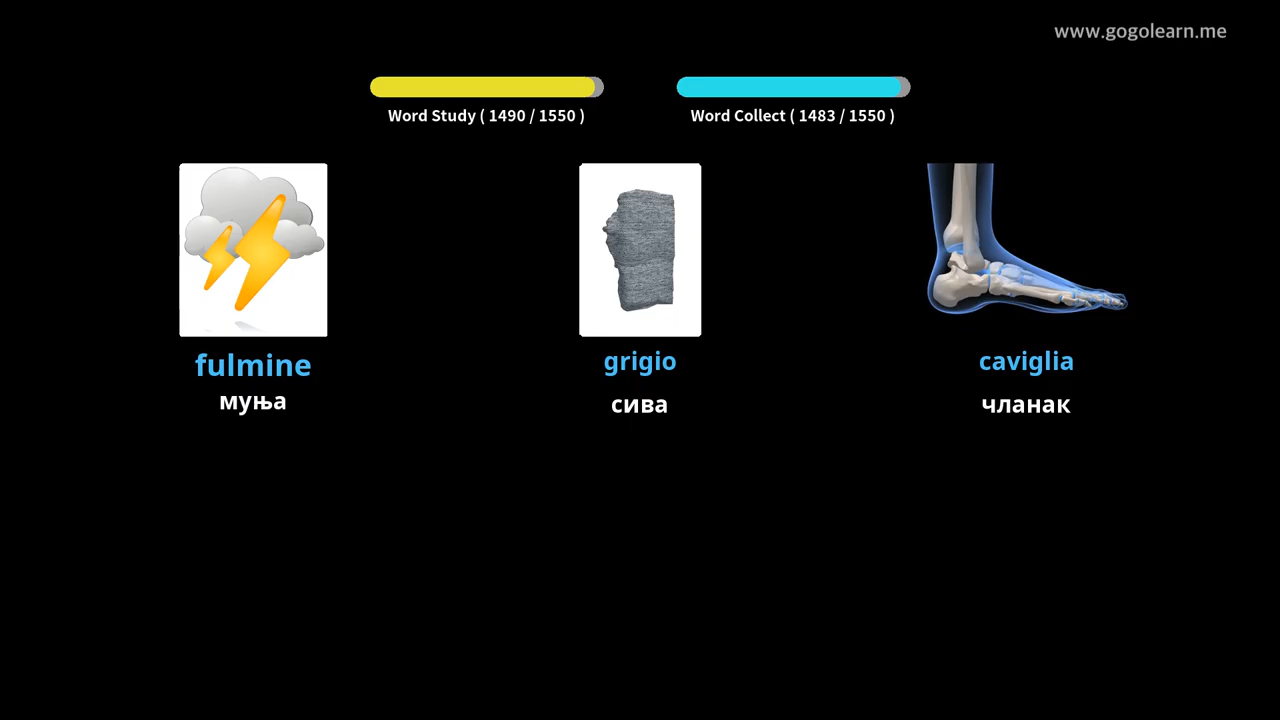 www.gogolearn.me
Word Study ( 1490 / 1550 )
Word Collect ( 1483 / 1550 )
fulmine
муња
grigio
сива
caviglia
чланак